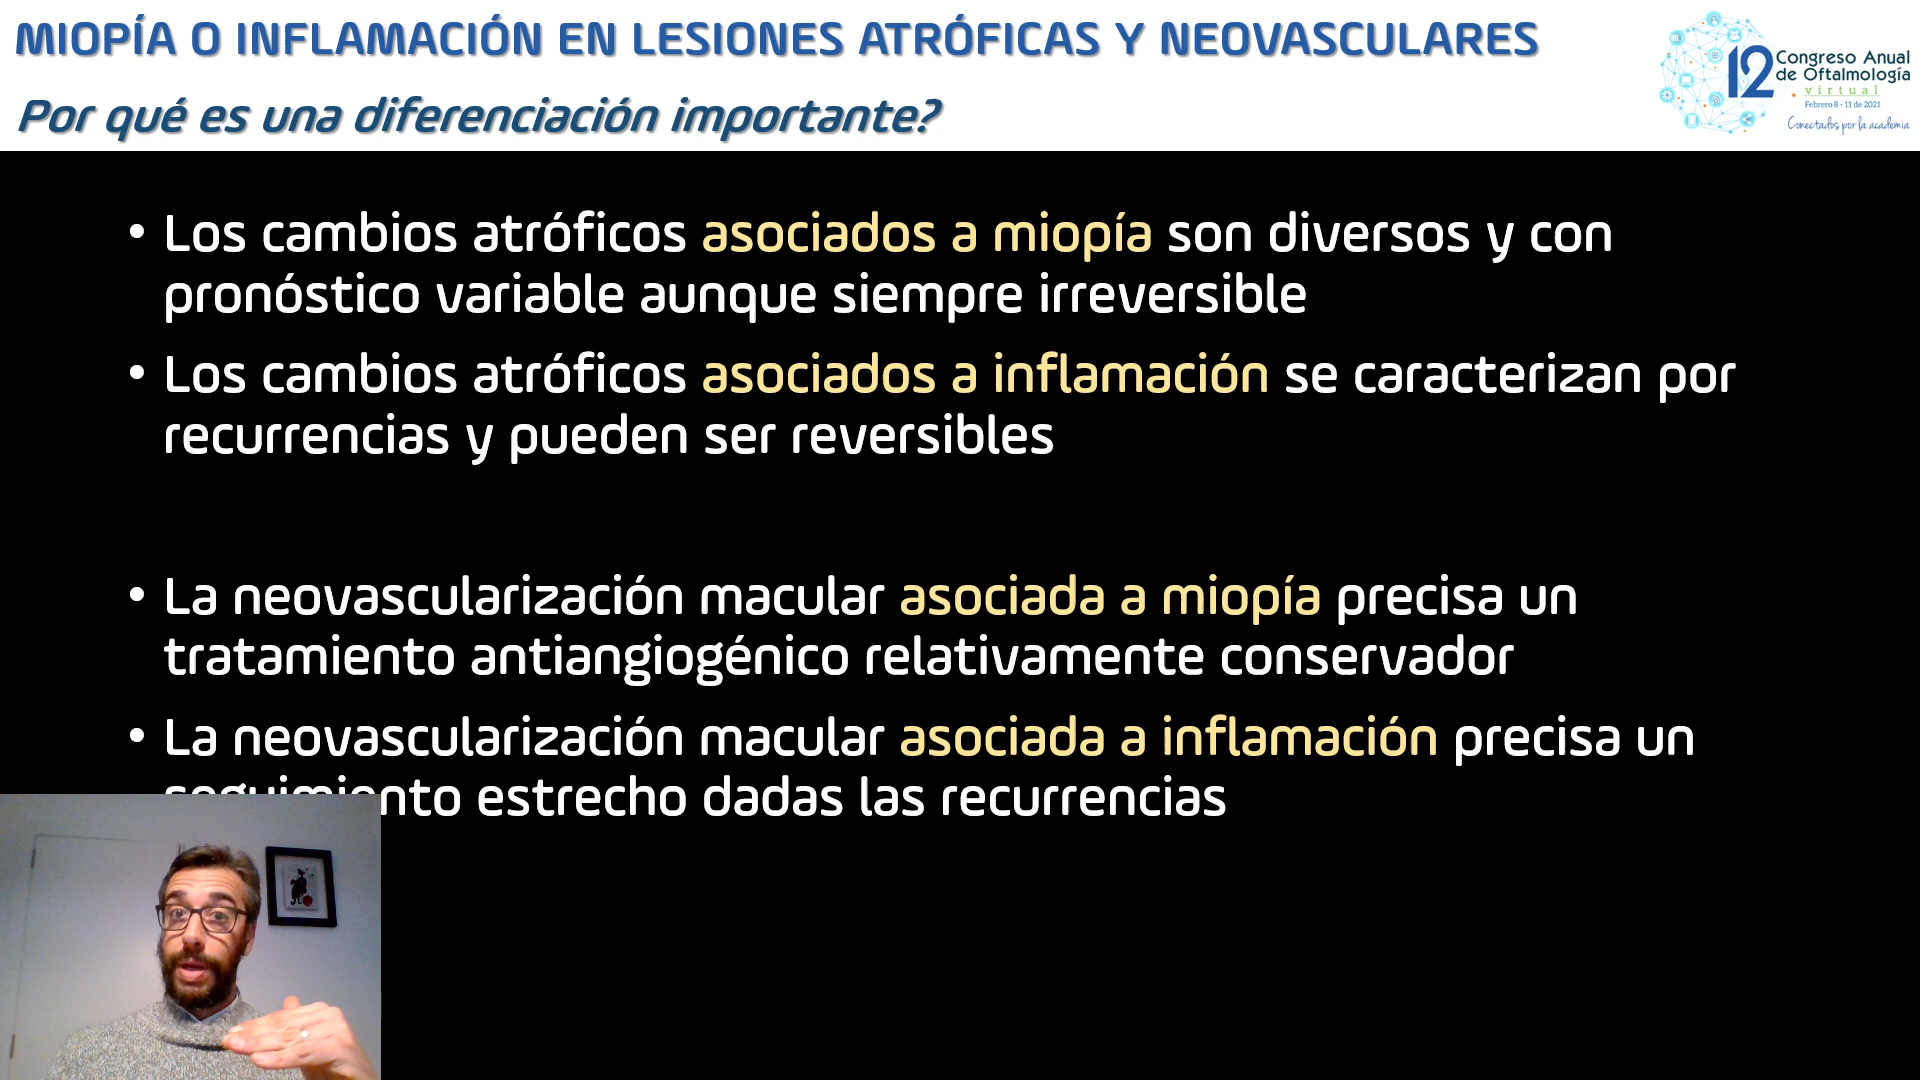 MIOPÍA O INFLAMACIÓN EN LESIONES ATRÓFICAS Y NEOVASCULARES
Por qué es una diferenciación importante?
12 Congreso Anual
de Oftalmología
virtual
Febrero 8 - 11 de 2021
Conectados por la academia
• Los cambios atróficos asociados a miopía son diversos y con
pronóstico variable aunque siempre irreversible
• Los cambios atróficos asociados a inflamación se caracterizan por
recurrencias y pueden ser reversibles
• La neovascularización macular asociada a miopía precisa un
tratamiento antiangiogénico relativamente conservador
• La neovascularización macular asociada a inflamación precisa un
seguimiento estrecho dadas las recurrencias